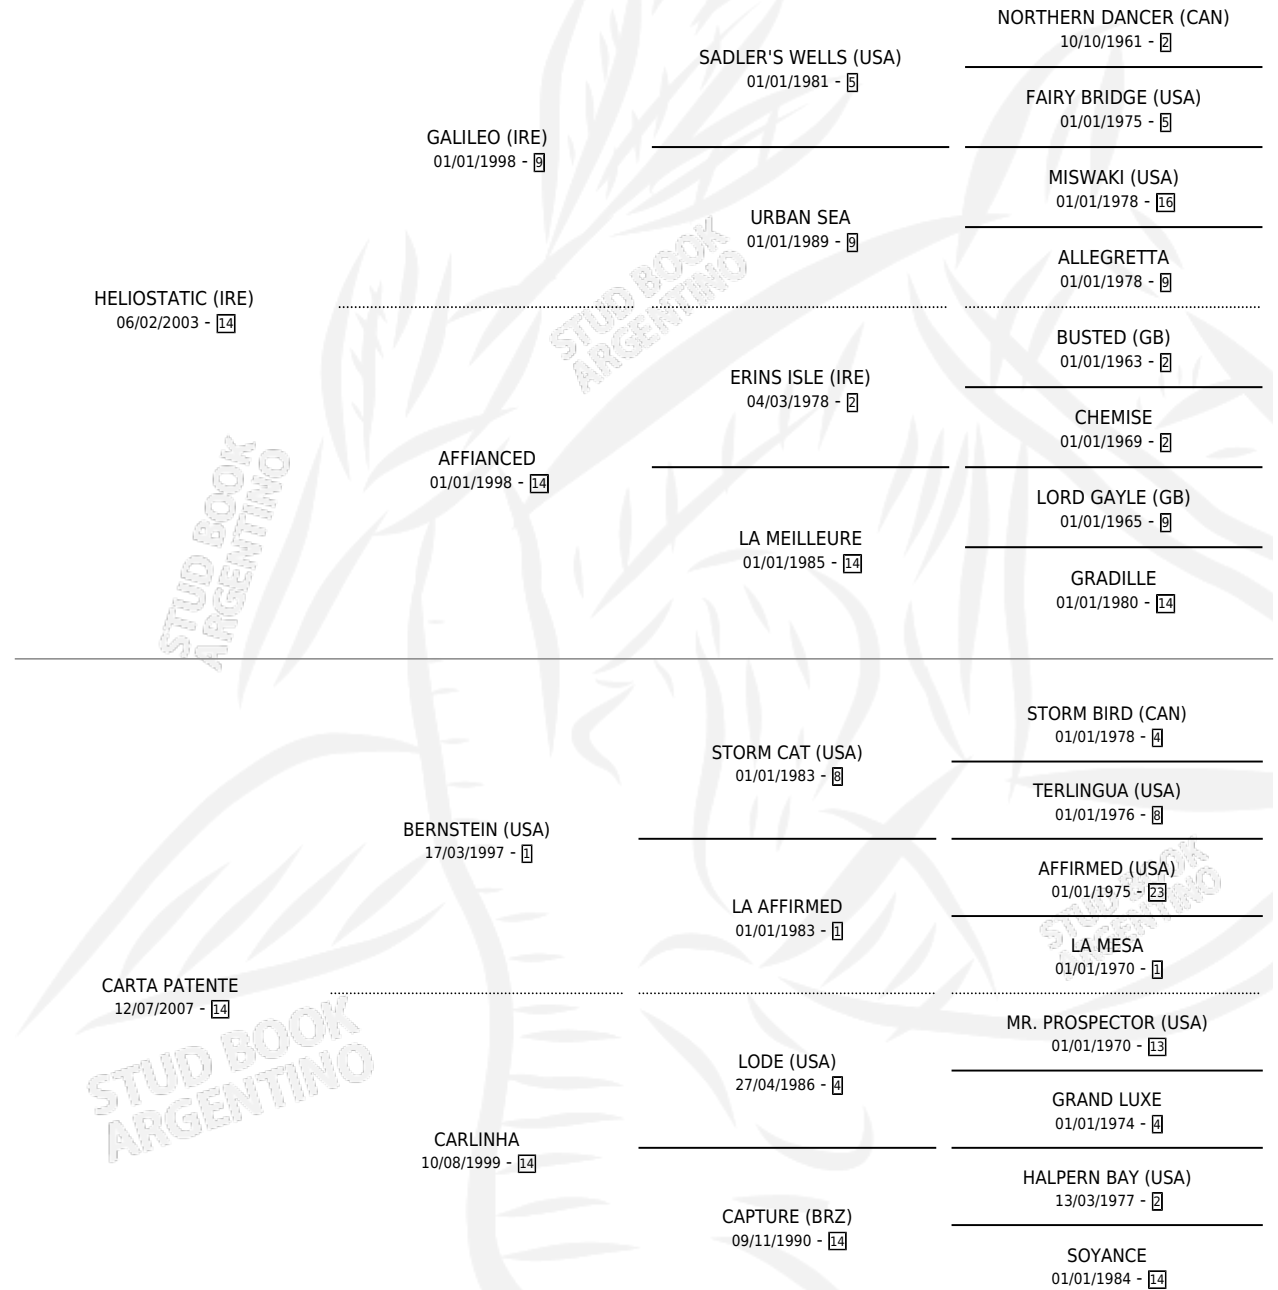 NORTHERN DANCER (CAN)
10/10/1961 - 2
SADLER'S WELLS (USA)
01/01/1981 - 5
FAIRY BRIDGE (USA)
01/01/1975 - 5
GALILEO (IRE)
01/01/1998 - 9
MISWAKI (USA)
01/01/1978 - 16
URBAN SEA
01/01/1989 - 9
ALLEGRETTA
01/01/1978 - 9
HELIOSTATIC (IRE)
06/02/2003 - 14
BUSTED (GB)
01/01/1963 - 2
ERINS ISLE (IRE)
04/03/1978 - 2
CHEMISE
01/01/1969 - 2
AFFIANCED
01/01/1998 - 14
LORD GAYLE (GB)
01/01/1965 - 9
LA MEILLEURE
01/01/1985 - 14
GRADILLE
01/01/1980 - 14
STORM BIRD (CAN)
01/01/1978 - 4
STORM CAT (USA)
01/01/1983 - 8
TERLINGUA (USA)
01/01/1976 - 8
BERNSTEIN (USA)
17/03/1997 - 1
AFFIRMED (USA)
01/01/1975 - 23
LA AFFIRMED
01/01/1983 - 1
LA MESA
01/01/1970 - 1
CARTA PATENTE
12/07/2007 - 14
MR. PROSPECTOR (USA)
01/01/1970 - 13
LODE (USA)
27/04/1986 - 4
GRAND LUXE
01/01/1974 - 4
CARLINHA
10/08/1999 - 14
HALPERN BAY (USA)
13/03/1977 - 2
CAPTURE (BRZ)
09/11/1990 - 14
SOYANCE
01/01/1984 - 14
STUD BOOK
ARGENTINO
STUD BOOK
ARGENTINO
STUD BOOK
ARGENTINO
STUD BOOK
ARGENTINO